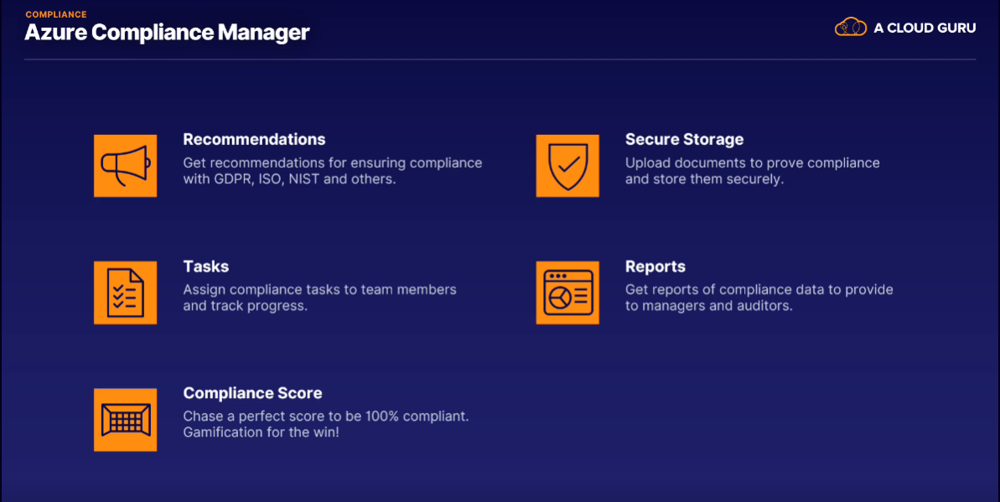 COMPLIANCE
Azure Compliance Manager
A CLOUD GURU
Recommendations
Get recommendations for ensuring compliance
with GDPR, ISO, NIST and others.
Secure Storage
Upload documents to prove compliance
and store them securely.
Tasks
Assign compliance tasks to team members
and track progress.
Reports
Get reports of compliance data to provide
to managers and auditors.
Compliance Score
Chase a perfect score to be 100% compliant.
Gamification for the win!